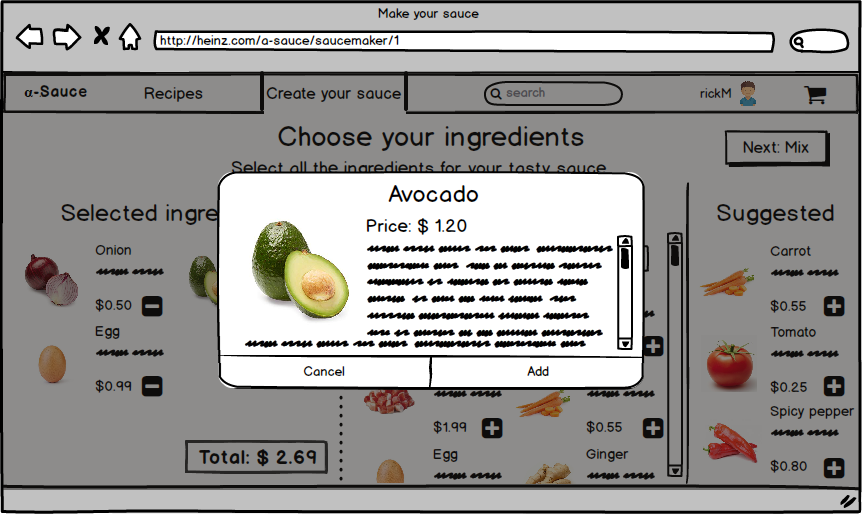 Make your sauce
http://heinz.com/a-sauce/saucemaker/1
α-Sauce
Recipes
Create your sauce
search
rickM
Choose your ingredients
Next: Mix
Select all the ingredients for your tasty sauce
Selected ingre
Suggested
Avocado
Price: $ 1.20
Cancel
Add
Onion
$0.50
Egg
$0.99
Total: $ 2.69
$1.99
$0.55
Egg
Ginger
Carrot
$0.55
Tomato
$0.25
Spicy pepper
$0.80